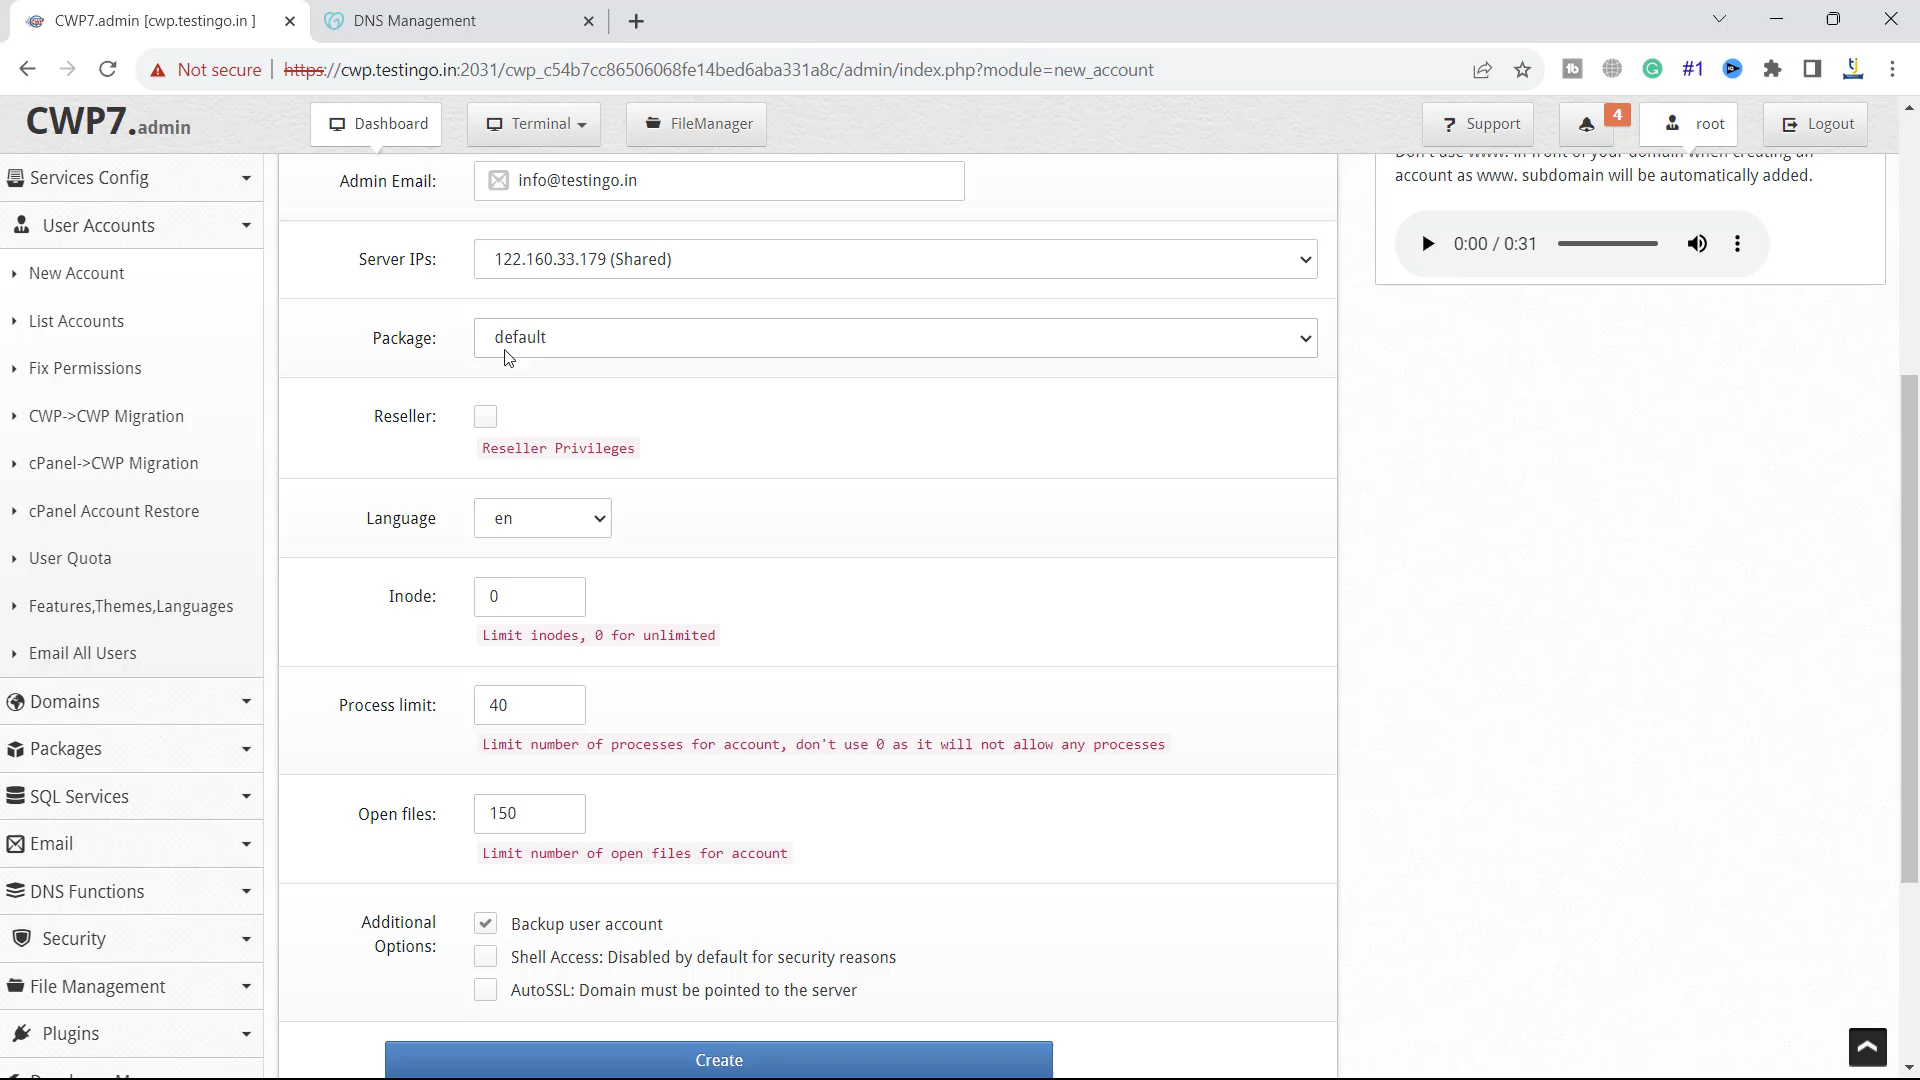 CWP7.admin [cwp.testingo.in ]
DNS Management
Not secure
https://cwp.testingo.in:2031/cwp_c54b7cc86506068fe14bed6aba331a8c/admin/index.php?module=new_account
#1
CWP7.admin
Dashboard
Terminal
FileManager
? Support
4
root
Logout
Services Config
User Accounts
New Account
List Accounts
Fix Permissions
CWP->CWP Migration
cPanel->CWP Migration
cPanel Account Restore
User Quota
Features,Themes,Languages
Email All Users
Domains
Packages
SQL Services
Email
DNS Functions
Security
File Management
Plugins
Admin Email:
info@testingo.in
Server IPs:
122.160.33.179 (Shared)
Package:
default
Reseller:
Reseller Privileges
Language
en
Inode:
0
Limit inodes, 0 for unlimited
Process limit:
40
Limit number of processes for account, don't use 0 as it will not allow any processes
Open files:
150
Limit number of open files for account
Additional
Options:
Backup user account
Shell Access: Disabled by default for security reasons
AutoSSL: Domain must be pointed to the server
Create
Don't use www. in front of your domain when creating an
account as www. subdomain will be automatically added.
0:00 / 0:31